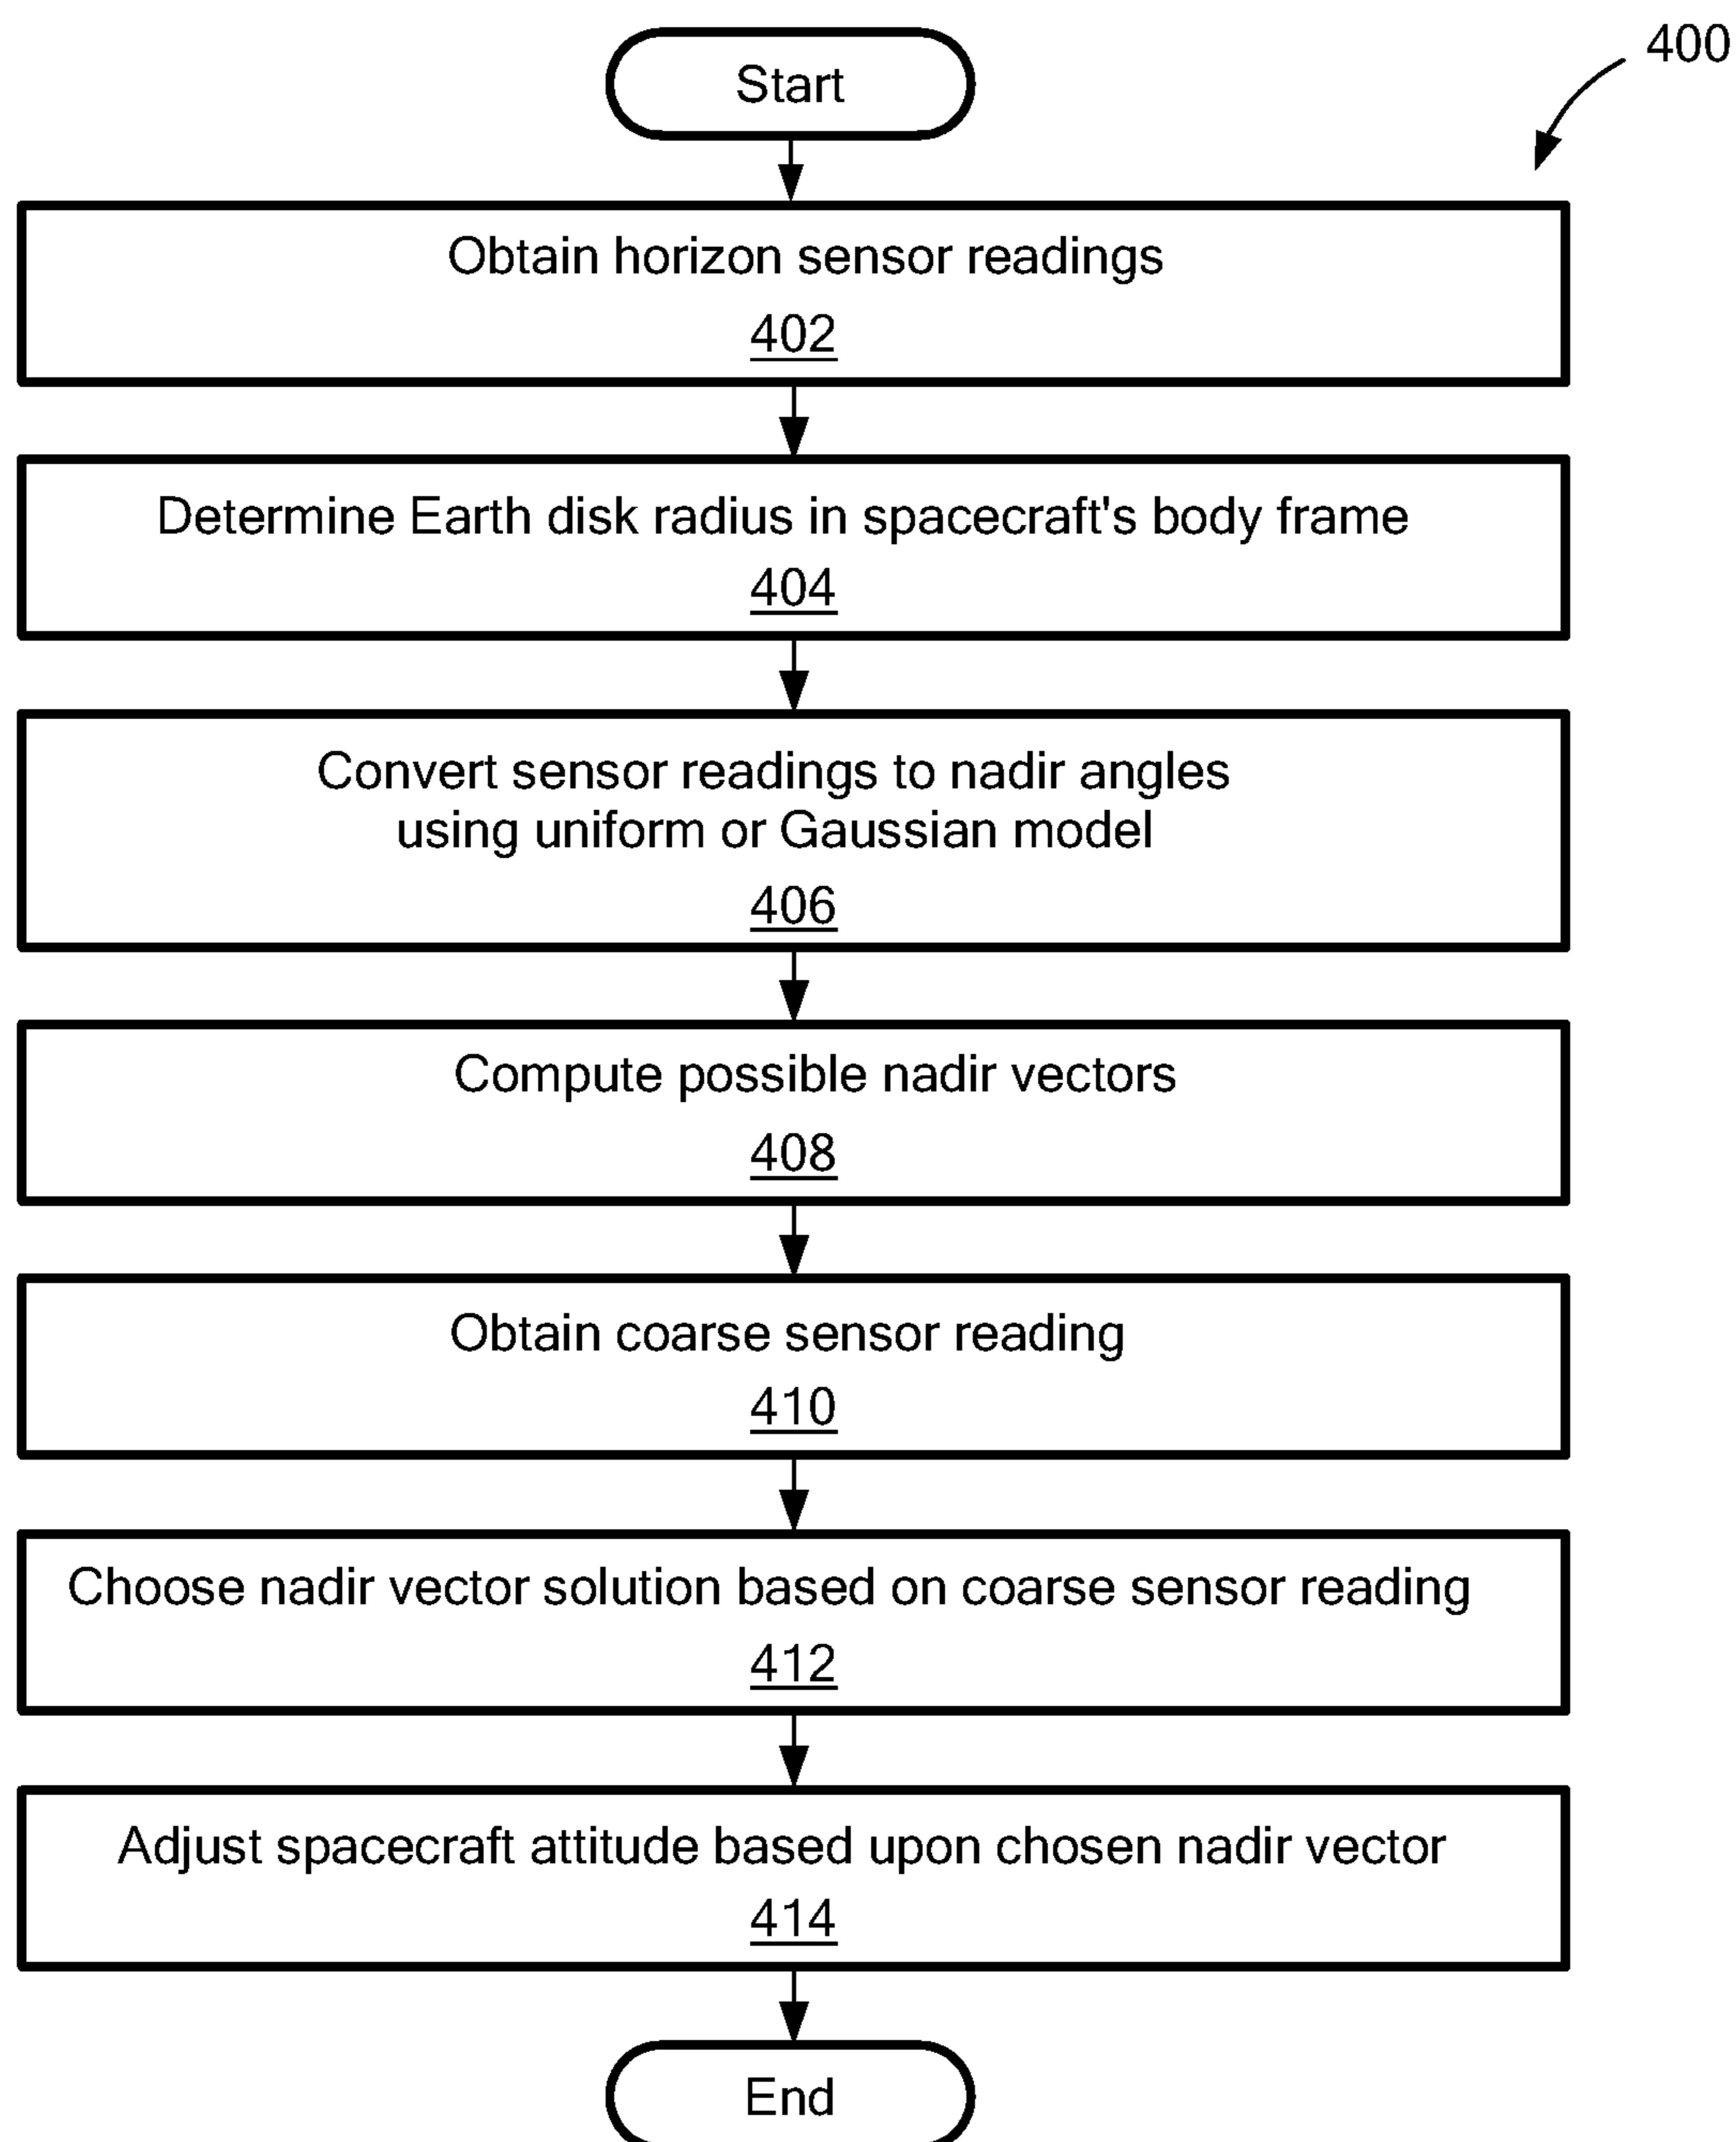 400
Start
Obtain horizon sensor readings
402
Determine Earth disk radius in spacecraft's body frame
404
Convert sensor readings to nadir angles
using uniform or Gaussian model
406
Compute possible nadir vectors
408
Obtain coarse sensor reading
410
Choose nadir vector solution based on coarse sensor reading
412
Adjust spacecraft attitude based upon chosen nadir vector
414
End